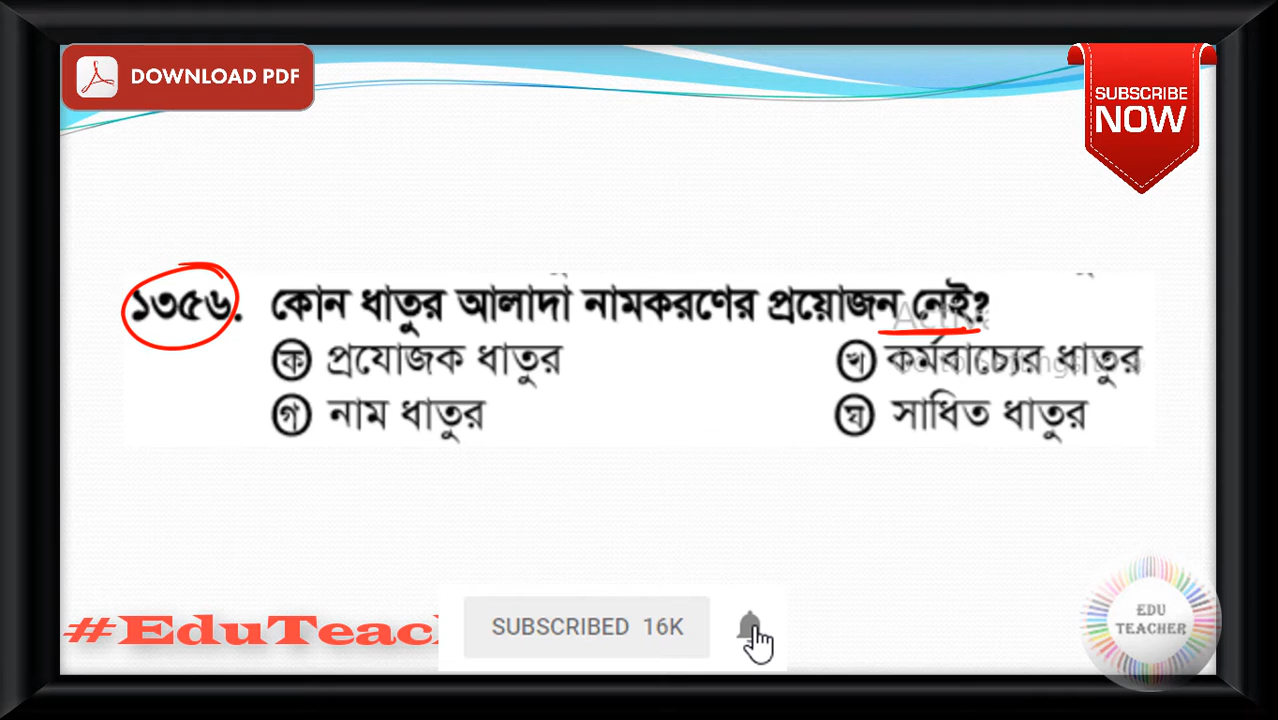 DOWNLOAD PDF
SUBSCRIBE
NOW
১৩৫৬. কোন ধাতুর আলাদা নামকরণের প্রয়োজন নেই?
ক প্রযোজক ধাতুর খ কর্মবাচ্যের ধাতুর
গ নাম ধাতুর ঘ সাধিত ধাতুর
#EduTeac
SUBSCRIBED 16K
EDU
TEACHER